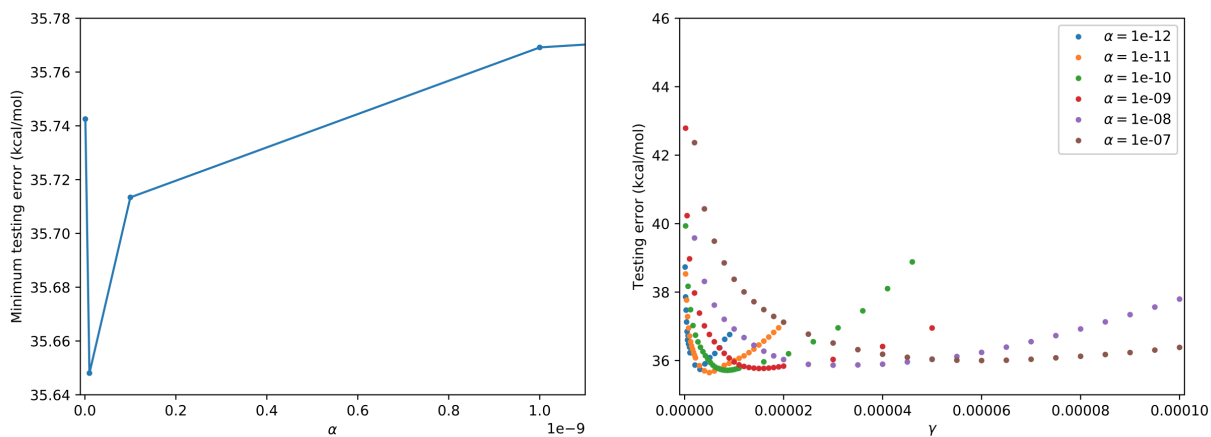 35.78
35.76
35.74
35.72
35.70
35.68
35.66
35.64
Minimum testing error (kcal/mol)
0.0 0.2 0.4 0.6 0.8 1.0
1e−9
α
46
44
42
40
38
36
Testing error (kcal/mol)
α = 1e-12
α = 1e-11
α = 1e-10
α = 1e-09
α = 1e-08
α = 1e-07
0.00000 0.00002 0.00004 0.00006 0.00008 0.00010
γ